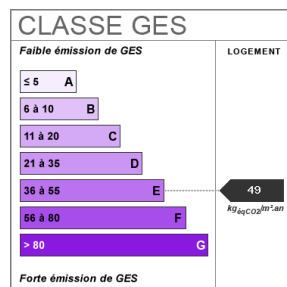 CLASSE GES
Faible émission de GES
LOGEMENT
≤ 5 A
6 à 10 B
11 à 20 C
21 à 35 D
36 à 55 E
49
kgéqCO2/m².an
56 à 80 F
> 80 G
Forte émission de GES